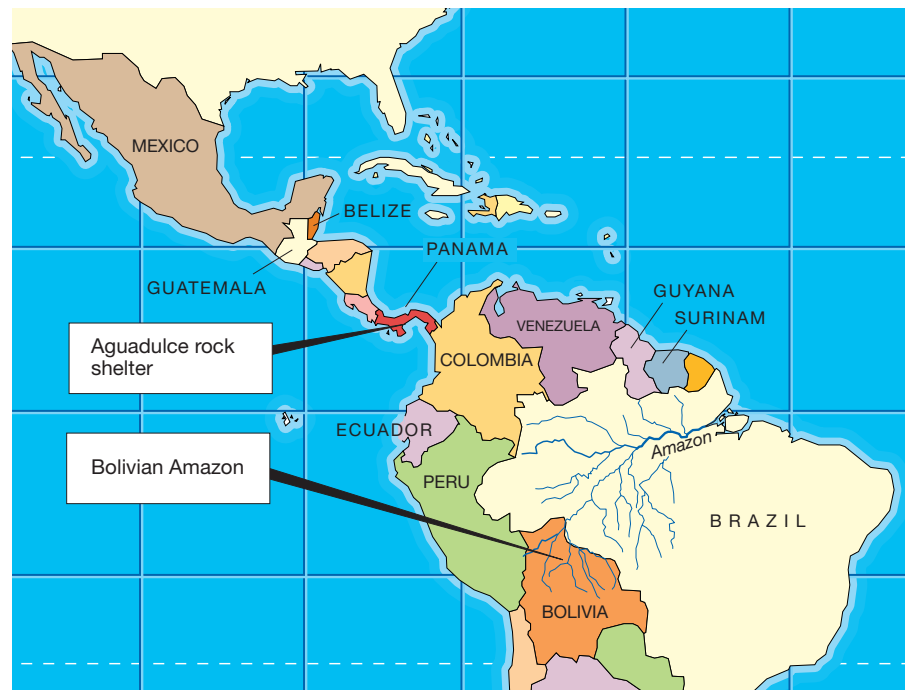 MEXICO
BELIZE
PANAMA
GUATEMALA
GUYANA
VENEZUELA
SURINAM
Aguadulce rock
shelter
COLOMBIA
ECUADOR
Amazon
Bolivian Amazon
PERU
BRAZIL
BOLIVIA